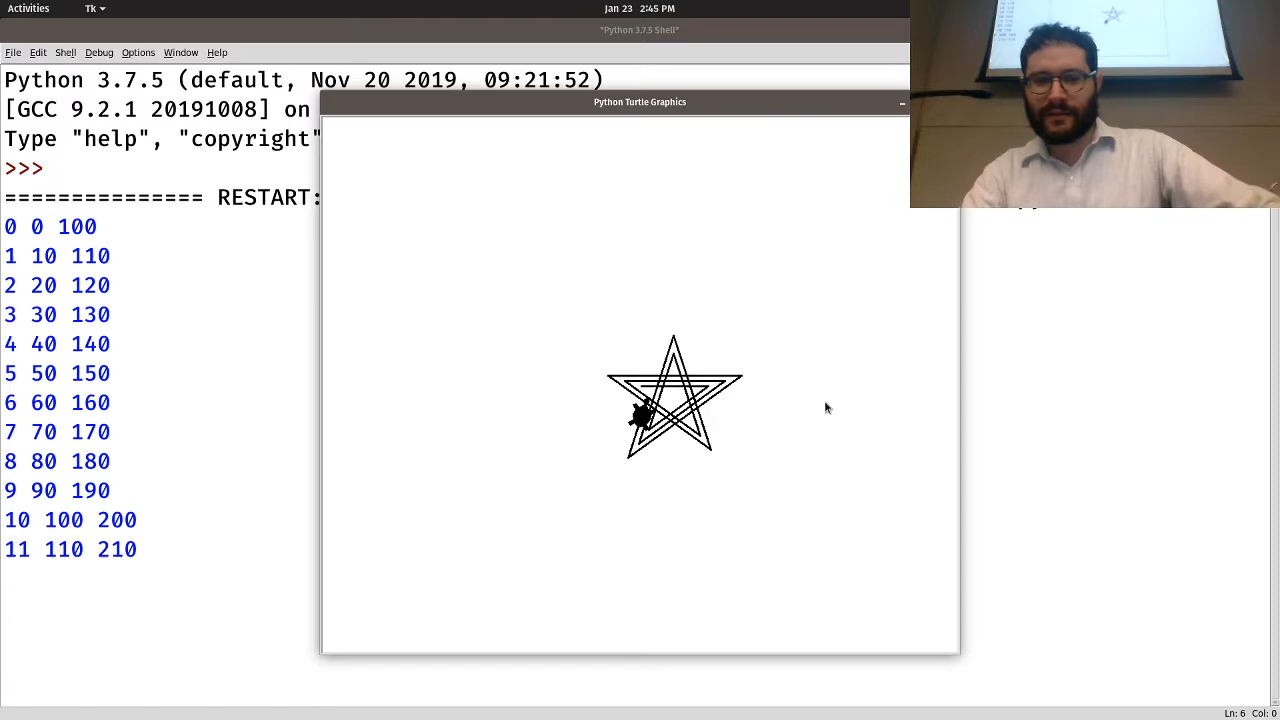 Activities
Tk
Jan 23 2:45 PM
*Python 3.7.5 Shell*
File Edit Shell Debug Options Window Help
Python 3.7.5 (default, Nov 20 2019, 09:21:52)
[GCC 9.2.1 20191008] on
Type "help", "copyright"
>>>
=============== RESTART:
Python Turtle Graphics
0 0 100
1 10 110
2 20 120
3 30 130
4 40 140
5 50 150
6 60 160
7 70 170
8 80 180
9 90 190
10 100 200
11 110 210
Ln: 6 Col: 0